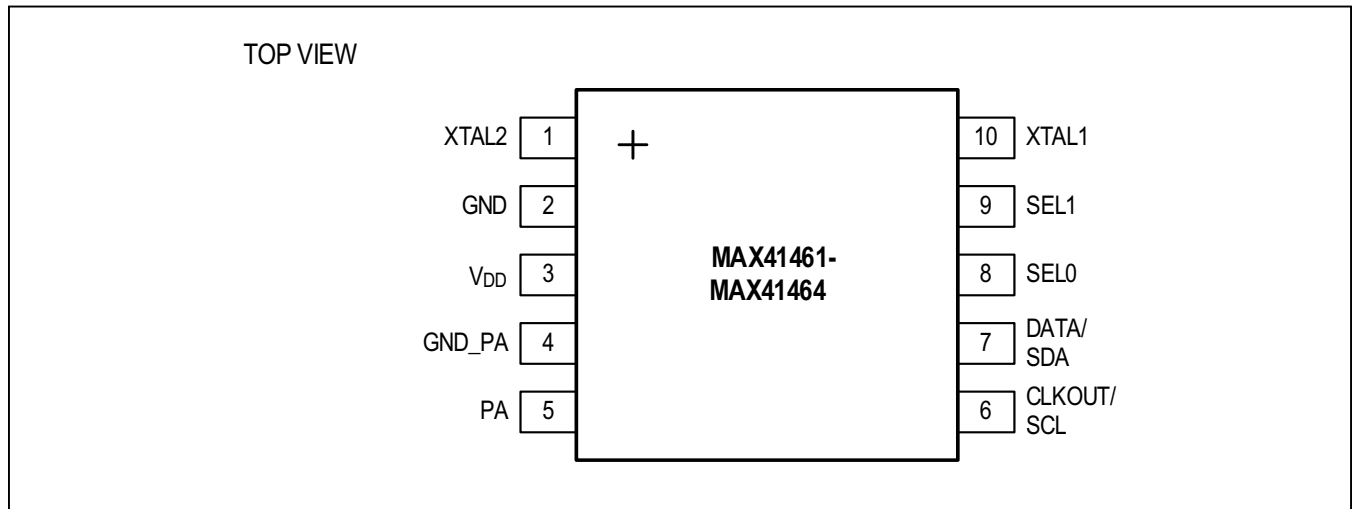 TOP VIEW
XTAL2 1
GND 2
VDD 3
GND_PA 4
PA 5
+
MAX41461-
MAX41464
10 XTAL1
9 SEL1
8 SEL0
7 DATA/
SDA
6 CLKOUT/
SCL